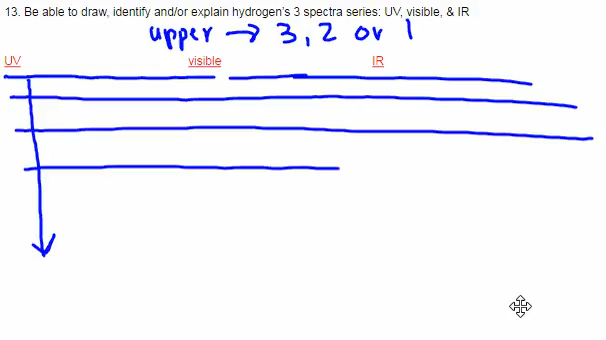 13. Be able to draw, identify and/or explain hydrogen's 3 spectra series: UV, visible, & IR
upper → 3, 2 or 1
UV visible IR